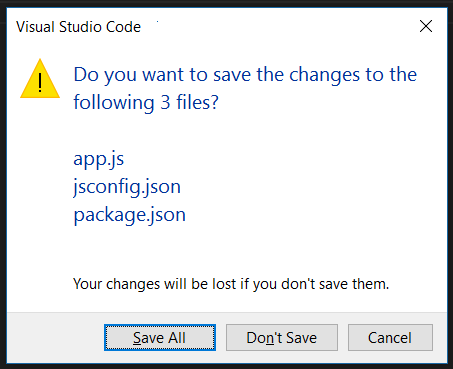 Visual Studio Code
Do you want to save the changes to the
following 3 files?
app.js
jsconfig.json
package.json
Your changes will be lost if you don't save them.
Save All
Don't Save
Cancel